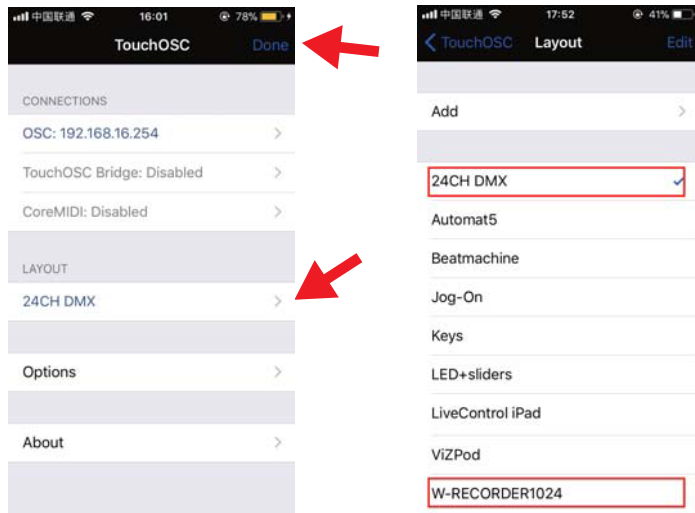 中国联通 16:01 78%
TouchOSC Done
CONNECTIONS
OSC: 192.168.16.254
TouchOSC Bridge: Disabled
CoreMIDI: Disabled
LAYOUT
24CH DMX
Options
About
中国联通 17:52 41%
TouchOSC Layout Edit
Add
24CH DMX
Automat5
Beatmachine
Jog-On
Keys
LED+sliders
LiveControl iPad
ViZPod
W-RECORDER1024